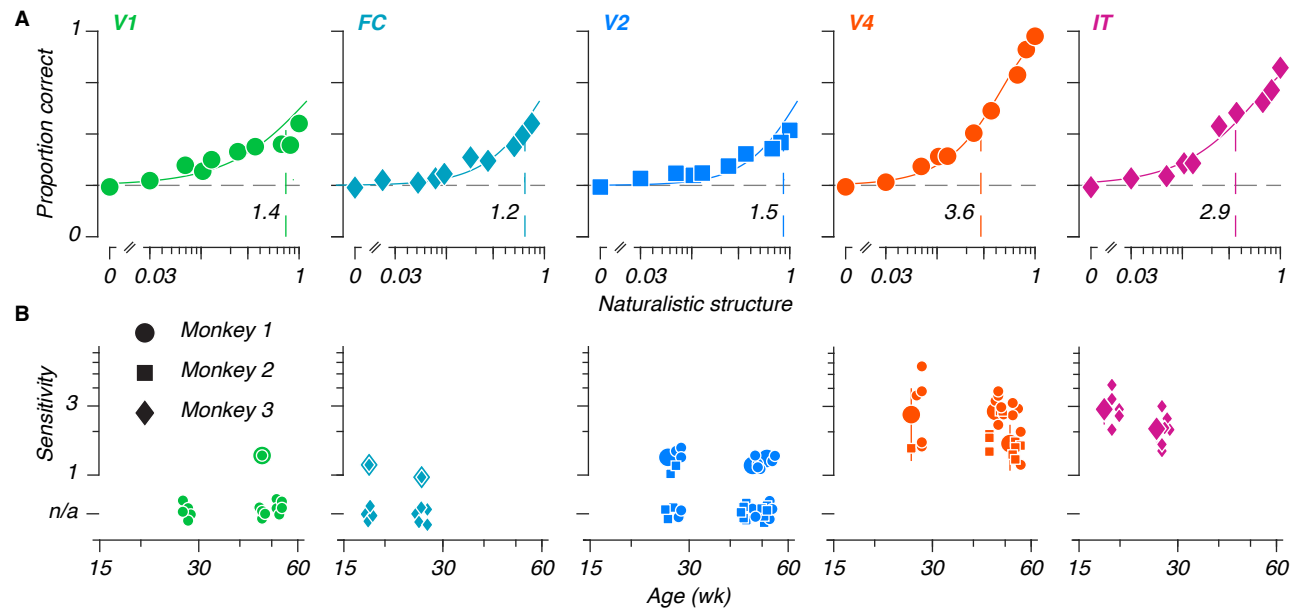 A
V1
FC
V2
V4
IT
Proportion correct
1
0
1.4
1.2
1.5
3.6
2.9
0 0.03 1
0 0.03 1
0 0.03 1
0 0.03 1
0 0.03 1
Naturalistic structure
B
Monkey 1
Monkey 2
Monkey 3
Sensitivity
3
1
n/a
15 30 60
15 30 60
15 30 60
15 30 60
15 30 60
Age (wk)